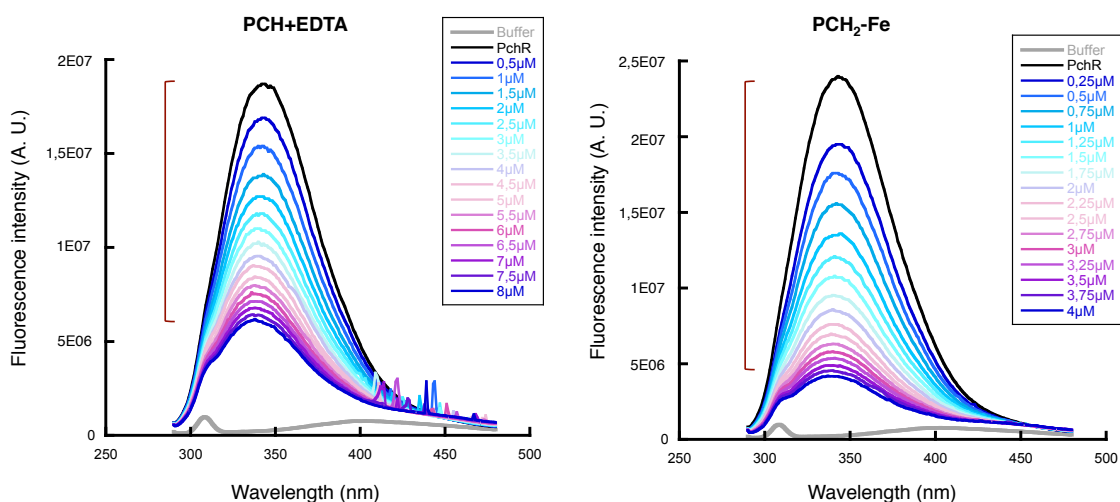 PCH+EDTA
Fluorescence intensity (A. U.)
2E07
1,5E07
1E07
5E06
0
250
300
350
400
450
500
Wavelength (nm)
Buffer
PchR
0,5µM
1µM
1,5µM
2µM
2,5µM
3µM
3,5µM
4µM
4,5µM
5µM
5,5µM
6µM
6,5µM
7µM
7,5µM
8µM
PCH₂-Fe
Fluorescence intensity (A. U.)
2,5E07
2E07
1,5E07
1E07
5E06
0
250
300
350
400
450
500
Wavelength (nm)
Buffer
PchR
0,25µM
0,5µM
0,75µM
1µM
1,25µM
1,5µM
1,75µM
2µM
2,25µM
2,5µM
2,75µM
3µM
3,25µM
3,5µM
3,75µM
4µM